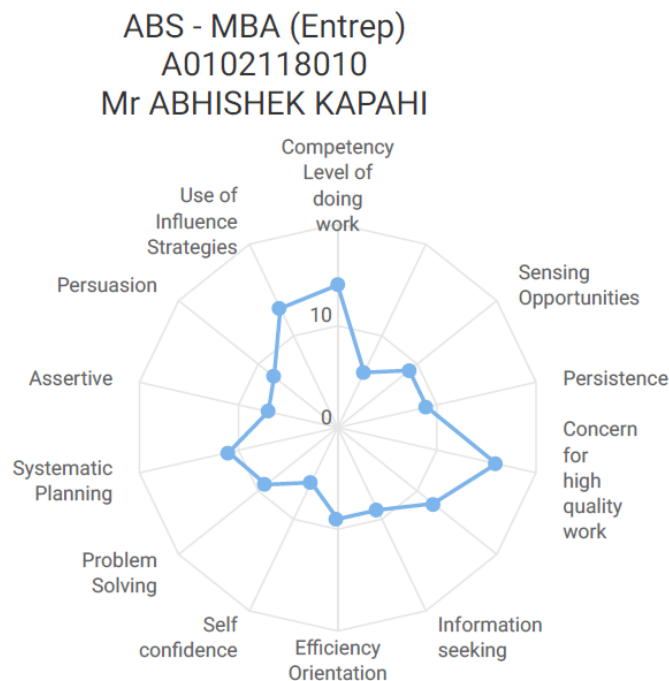 ABS - MBA (Entrep)
A0102118010
Mr ABHISHEK KAPAHI
Competency
Level of
doing
work
Use of
Influence
Strategies
Sensing
Opportunities
Persuasion
10
Assertive
Persistence
0
Concern
for
high
quality
work
Systematic
Planning
Problem
Solving
Self
confidence
Efficiency
Orientation
Information
seeking